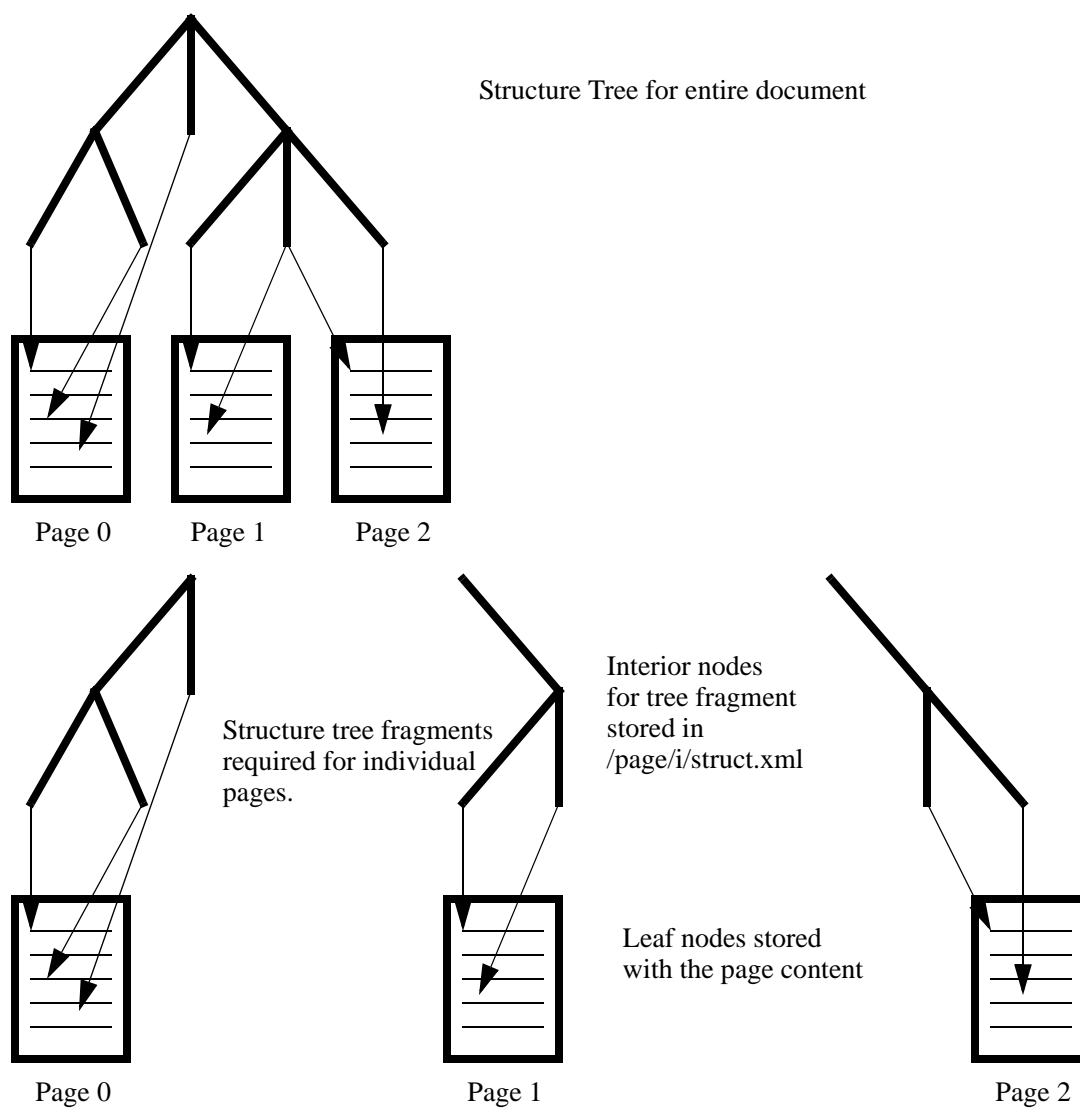 Structure Tree for entire document
Page 0
Page 1
Page 2
Structure tree fragments
required for individual
pages.
Interior nodes
for tree fragment
stored in
/page/i/struct.xml
Leaf nodes stored
with the page content
Page 0
Page 1
Page 2